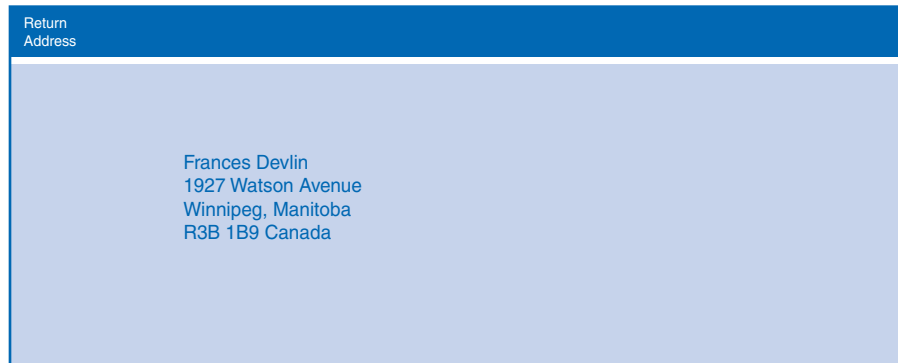 Return
Address
Frances Devlin
1927 Watson Avenue
Winnipeg, Manitoba
R3B 1B9 Canada